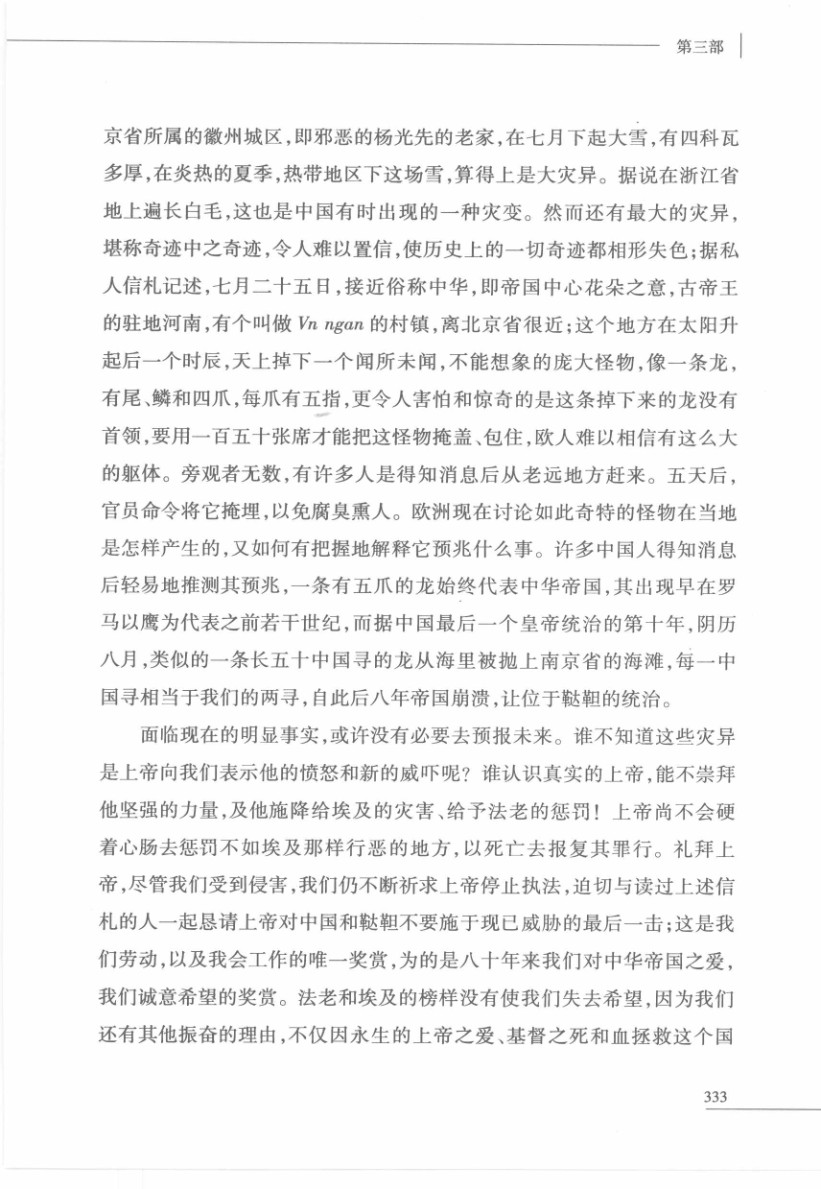 第三部
京省所属的徽州城区,即邪恶的杨光先的老家,在七月下起大雪,有四科瓦
多厚,在炎热的夏季,热带地区下这场雪,算得上是大灾异。据说在浙江省
地上遍长白毛,这也是中国有时出现的一种灾变。然而还有最大的灾异,
堪称奇迹中之奇迹,令人难以置信,使历史上的一切奇迹都相形失色;据私
人信札记述,七月二十五日,接近俗称中华,即帝国中心花朵之意,古帝王
的驻地河南,有个叫做 Vn ngan 的村镇,离北京省很近;这个地方在太阳升
起后一个时辰,天上掉下一个闻所未闻,不能想象的庞大怪物,像一条龙,
有尾、鳞和四爪,每爪有五指,更令人害怕和惊奇的是这条掉下来的龙没有
首领,要用一百五十张席才能把这怪物掩盖、包住,欧人难以相信有这么大
的躯体。旁观者无数,有许多人是得知消息后从老远地方赶来。五天后,
官员命令将它掩埋,以免腐臭熏人。欧洲现在讨论如此奇特的怪物在当地
是怎样产生的,又如何有把握地解释它预兆什么事。许多中国人得知消息
后轻易地推测其预兆,一条有五爪的龙始终代表中华帝国,其出现早在罗
马以鹰为代表之前若干世纪,而据中国最后一个皇帝统治的第十年,阴历
八月,类似的一条长五十中国寻的龙从海里被抛上南京省的海滩,每一中
国寻相当于我们的两寻,自此后八年帝国崩溃,让位于鞑靼的统治。
面临现在的明显事实,或许没有必要去预报未来。谁不知道这些灾异
是上帝向我们表示他的愤怒和新的威吓呢?谁认识真实的上帝,能不崇拜
他坚强的力量,及他施降给埃及的灾害、给予法老的惩罚!上帝尚不会硬
着心肠去惩罚不如埃及那样行恶的地方,以死亡去报复其罪行。礼拜上
帝,尽管我们受到侵害,我们仍不断祈求上帝停止执法,迫切与读过上述信
札的人一起恳请上帝对中国和鞑靼不要施于现已威胁的最后一击;这是我
们劳动,以及我会工作的唯一奖赏,为的是八十年来我们对中华帝国之爱,
我们诚意希望的奖赏。法老和埃及的榜样没有使我们失去希望,因为我们
还有其他振奋的理由,不仅因永生的上帝之爱、基督之死和血拯救这个国
333